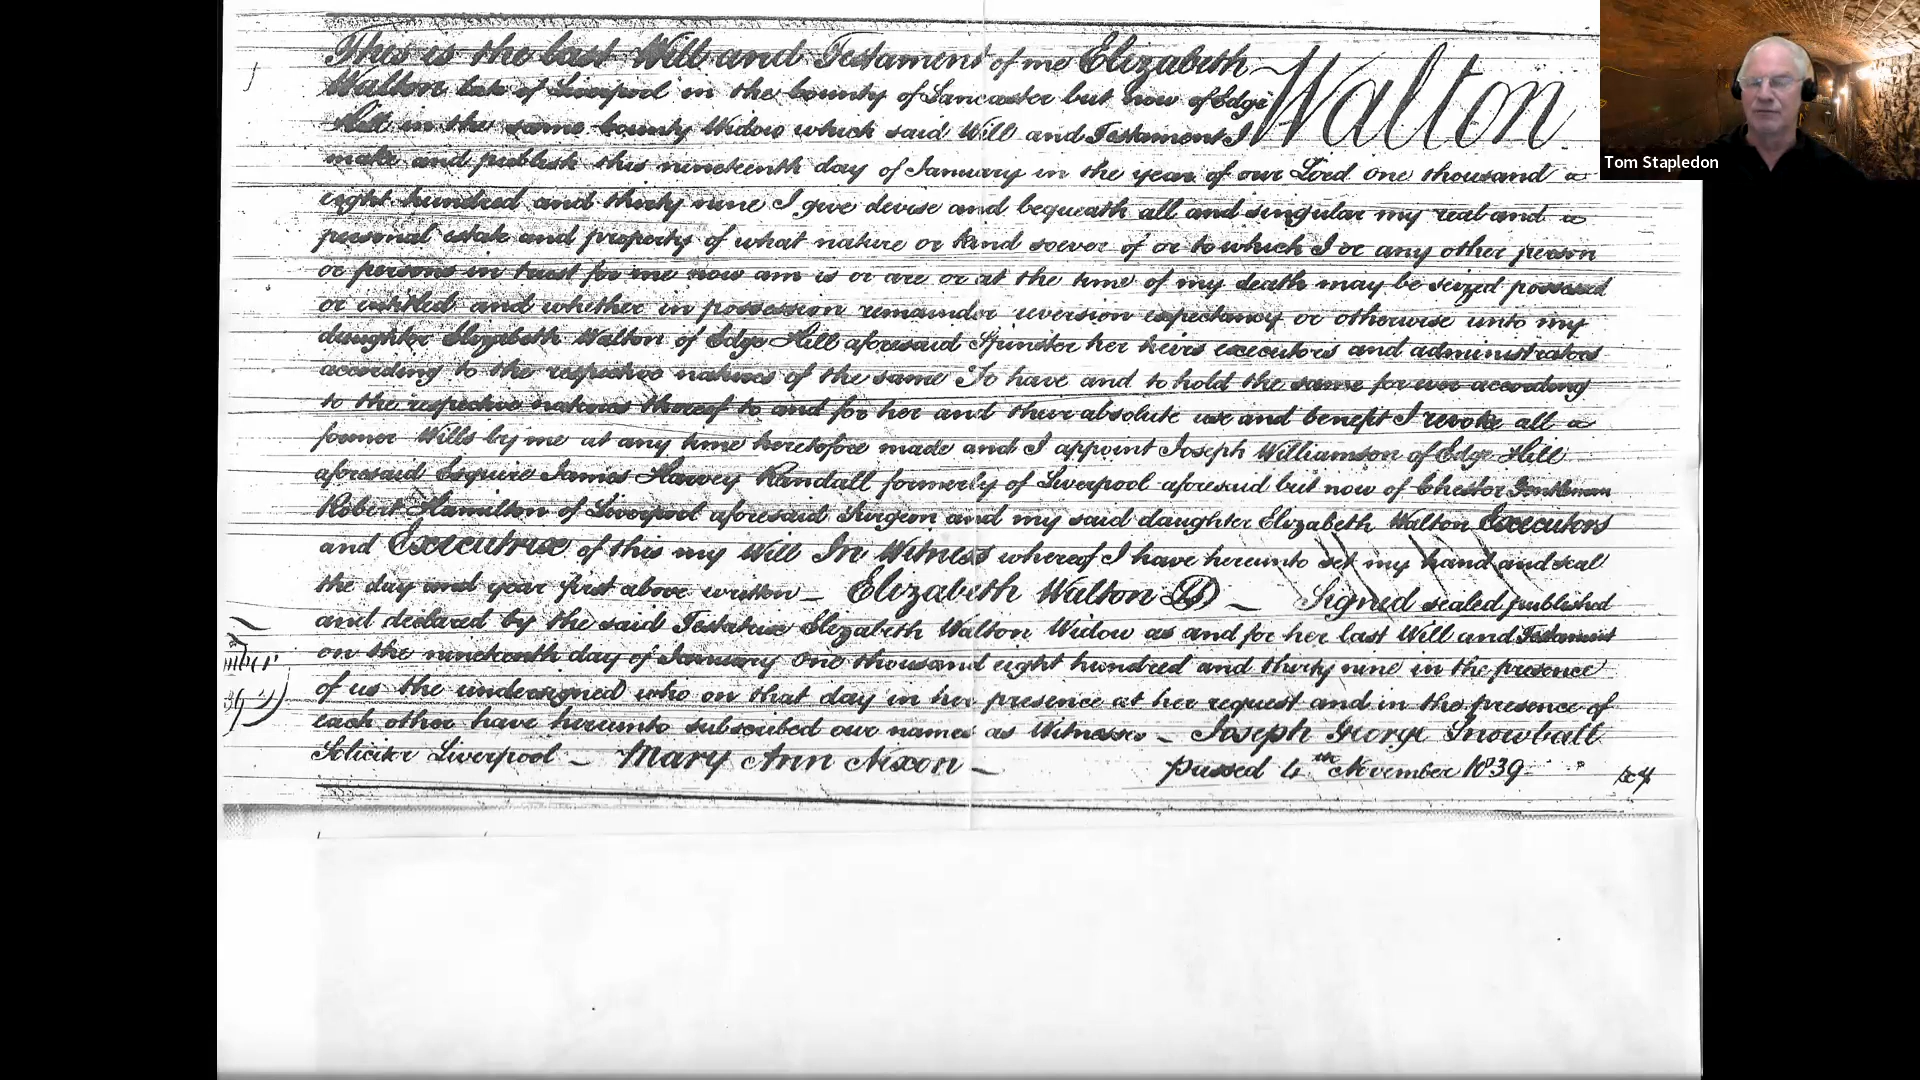 This is the last Will and Testament of me Elizabeth
Walton
Walton late of Liverpool in the County of Lancaster but now of Edge
Hill in the same County Widow which said Will and Testament I
make and publish this nineteenth day of January in the year of our Lord one thousand
eight hundred and thirty nine I give devise and bequeath all and singular my real and
personal estate and property of what nature or kind soever of or to which I or any other person
or persons in trust for me now am is or are or at the time of my death may be seized possessed
or intitled and whether in possession remainder reversion expectancy or otherwise unto my
daughter Elizabeth Walton of Edge Hill aforesaid Spinster her heirs executors and administrators
according to the respective natures of the same To have and to hold the same for ever according
to the respective natures thereof to and for her and their absolute use and benefit I revoke all
former Wills by me at any time heretofore made and I appoint Joseph Williamson of Edge Hill
aforesaid Esquire James Harvey Randall formerly of Liverpool aforesaid but now of Chester Gentleman
Robert Hamilton of Liverpool aforesaid Surgeon and my said daughter Elizabeth Walton Executors
and Executrix of this my Will In Witness whereof I have hereunto set my hand and seal
the day and year first above written – Elizabeth Walton LS – Signed sealed published
and declared by the said Testatrix Elizabeth Walton Widow as and for her last Will and Testament
on the nineteenth day of January One thousand eight hundred and thirty nine in the presence
of us the undersigned who on that day in her presence at her request and in the presence of
each other have hereunto subscribed our names as Witnesses – Joseph George Snowball
Solicitor Liverpool – Mary Ann Nixon –
Passed 4th November 1839
Tom Stapledon